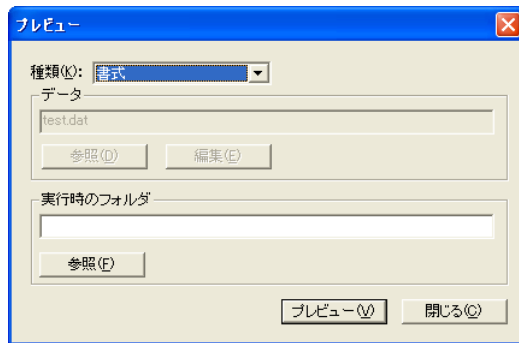 プレビュー
種類(K): 書式
データ
test.dat
参照(D) 編集(E)
実行時のフォルダ
参照(F)
プレビュー(V) 閉じる(C)